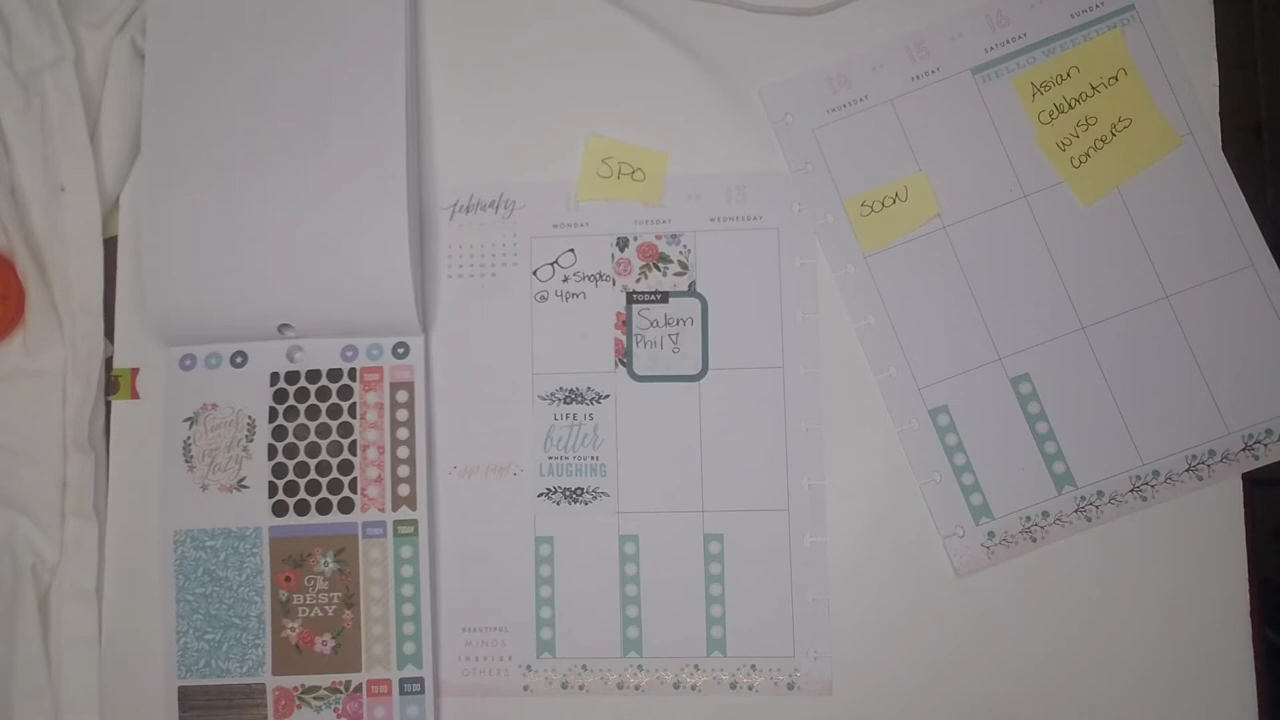 SPO
february
13
MONDAY
TUESDAY
WEDNESDAY
*Shopko
@ 4pm
TODAY
Salem
Phil!
LIFE IS
better
WHEN YOU'RE
LAUGHING
BEAUTIFUL
MINDS
INSPIRE
OTHERS
14
15
16
THURSDAY
FRIDAY
SATURDAY
SUNDAY
HELLO WEEKEND!
Asian
Celebration
WVSO
concerts
SOON
The
BEST
DAY
TODAY
TO DO
TO DO